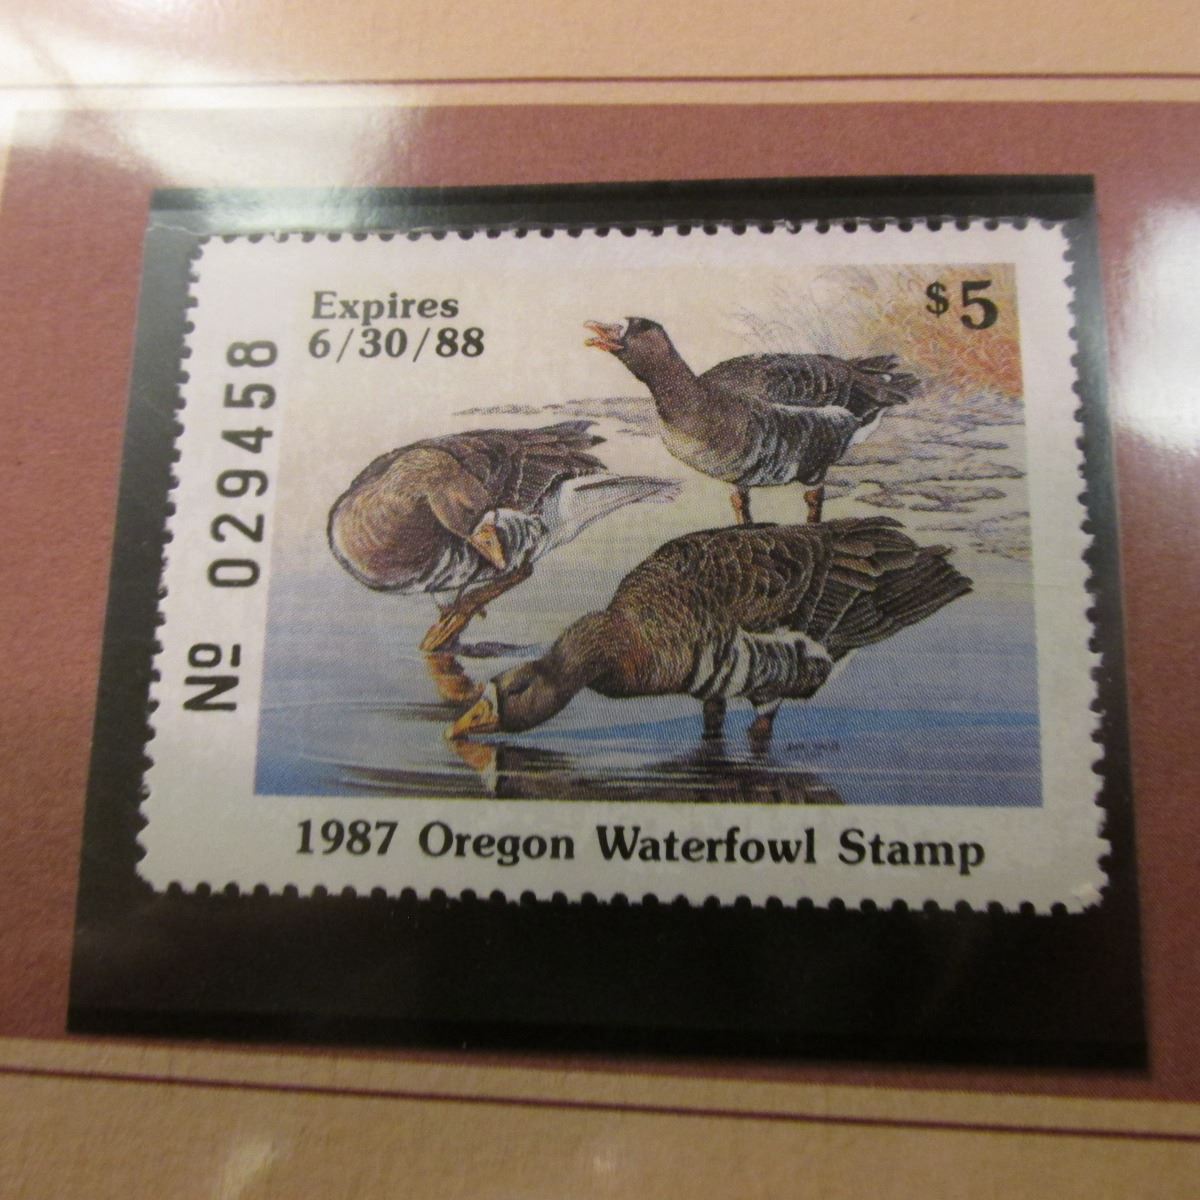 Expires
6/30/88
$5
Nº 029458
1987 Oregon Waterfowl Stamp